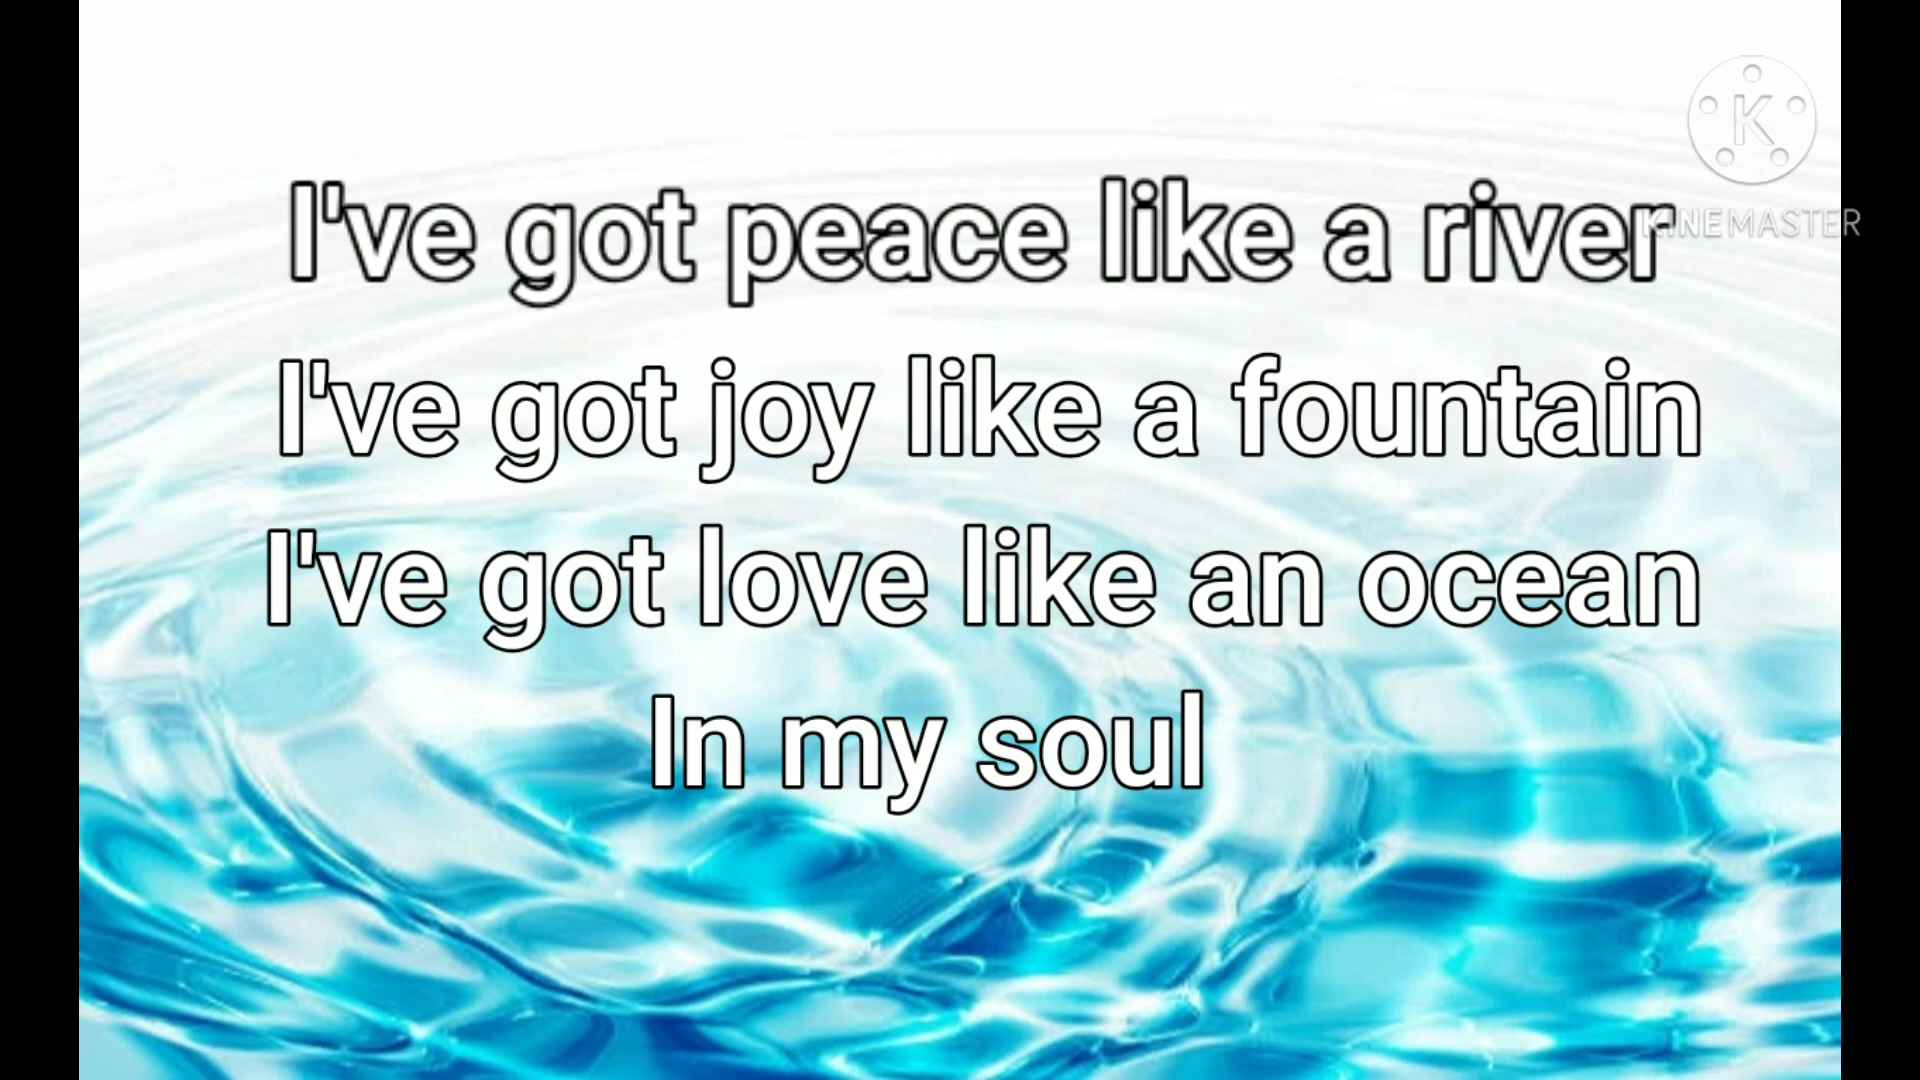 K
KINEMASTER
I've got peace like a river
I've got joy like a fountain
I've got love like an ocean
In my soul